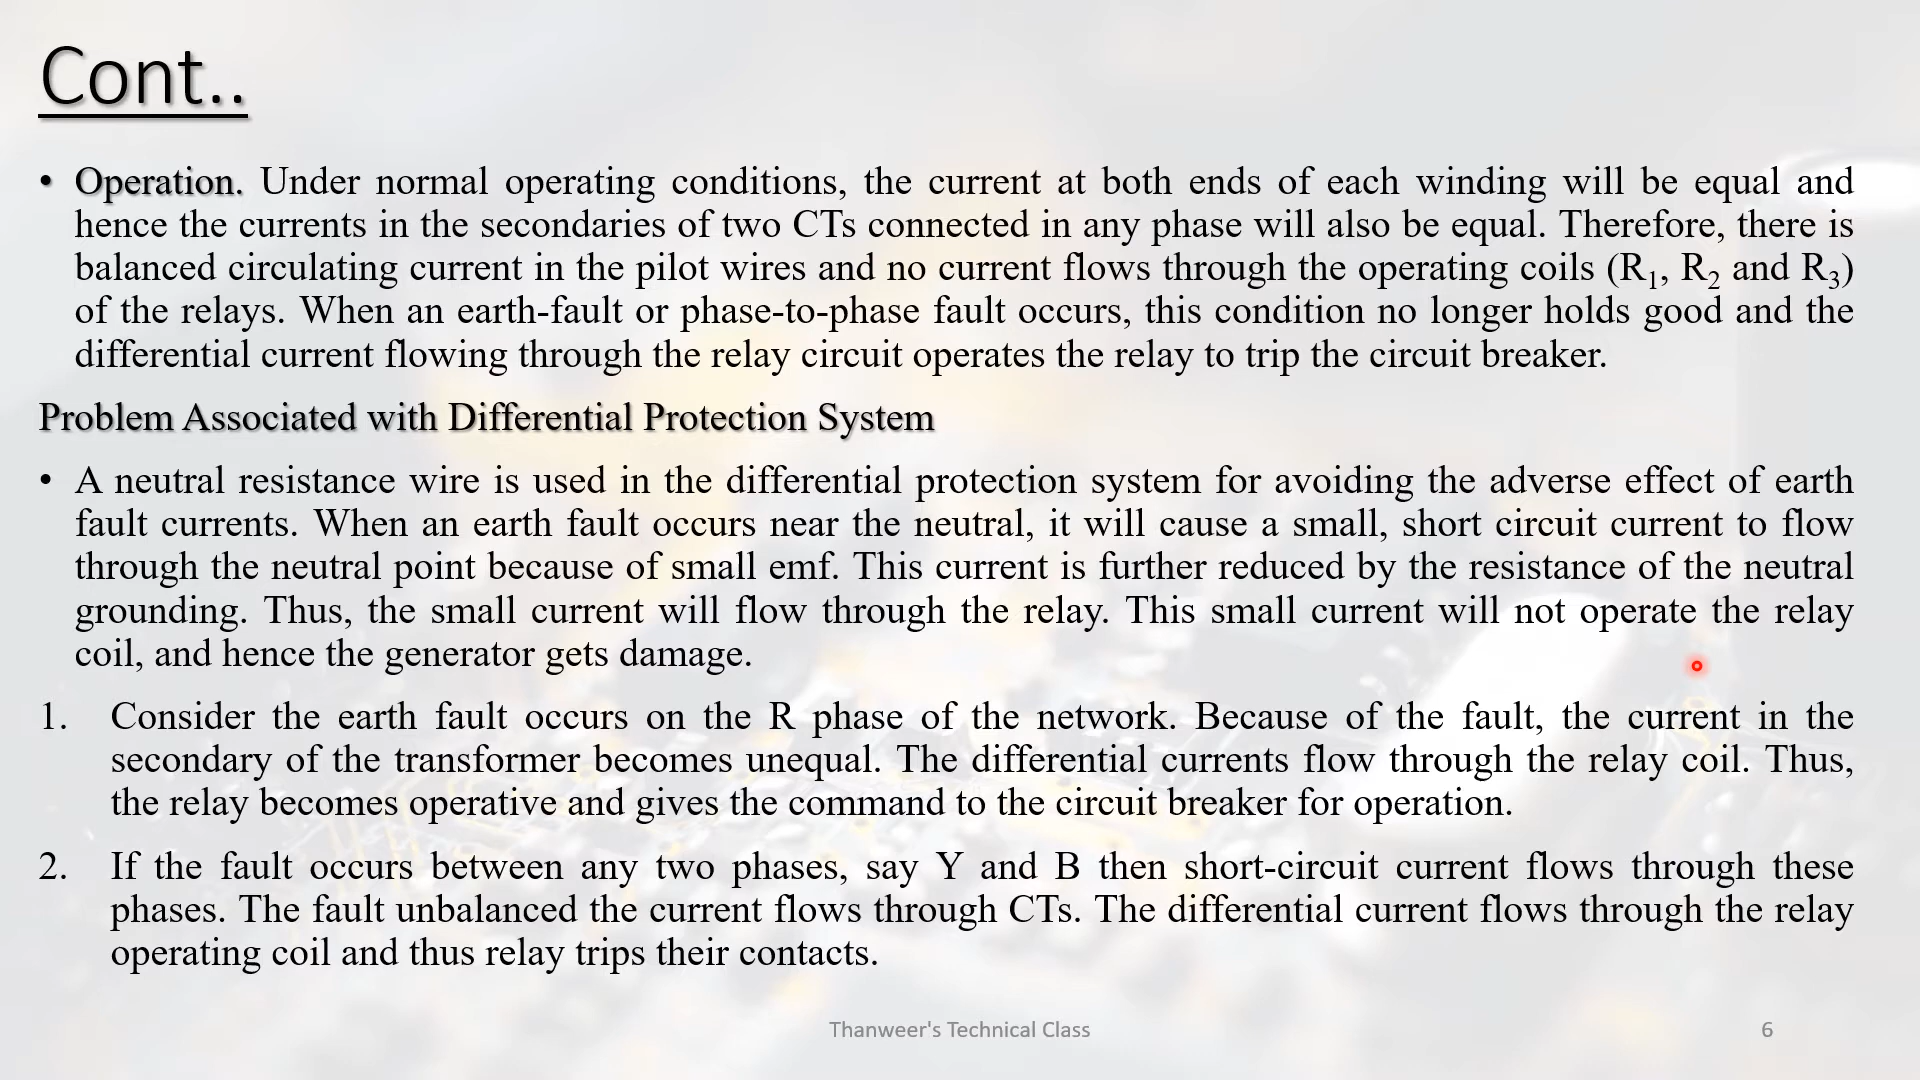 Cont..
• Operation. Under normal operating conditions, the current at both ends of each winding will be equal and
hence the currents in the secondaries of two CTs connected in any phase will also be equal. Therefore, there is
balanced circulating current in the pilot wires and no current flows through the operating coils (R₁, R₂ and R₃)
of the relays. When an earth-fault or phase-to-phase fault occurs, this condition no longer holds good and the
differential current flowing through the relay circuit operates the relay to trip the circuit breaker.
Problem Associated with Differential Protection System
• A neutral resistance wire is used in the differential protection system for avoiding the adverse effect of earth
fault currents. When an earth fault occurs near the neutral, it will cause a small, short circuit current to flow
through the neutral point because of small emf. This current is further reduced by the resistance of the neutral
grounding. Thus, the small current will flow through the relay. This small current will not operate the relay
coil, and hence the generator gets damage.
1. Consider the earth fault occurs on the R phase of the network. Because of the fault, the current in the
secondary of the transformer becomes unequal. The differential currents flow through the relay coil. Thus,
the relay becomes operative and gives the command to the circuit breaker for operation.
2. If the fault occurs between any two phases, say Y and B then short-circuit current flows through these
phases. The fault unbalanced the current flows through CTs. The differential current flows through the relay
operating coil and thus relay trips their contacts.
Thanweer's Technical Class
6